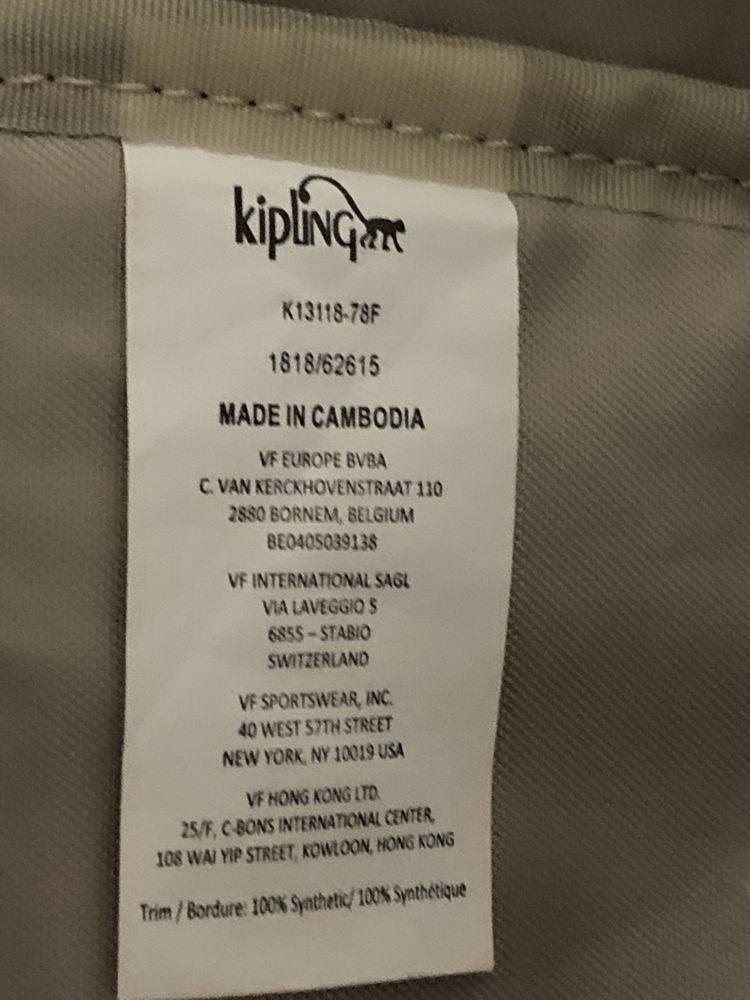 kipling
K13118-78F
1818/62615
MADE IN CAMBODIA
VF EUROPE BVBA
C. VAN KERCKHOVENSTRAAT 110
2880 BORNEM, BELGIUM
BE0405039138
VF INTERNATIONAL SAGL
VIA LAVEGGIO 5
6855 – STABIO
SWITZERLAND
VF SPORTSWEAR, INC.
40 WEST 57TH STREET
NEW YORK, NY 10019 USA
VF HONG KONG LTD.
25/F, C-BONS INTERNATIONAL CENTER,
108 WAI YIP STREET, KOWLOON, HONG KONG
Trim / Bordure: 100% Synthetic/ 100% Synthétique